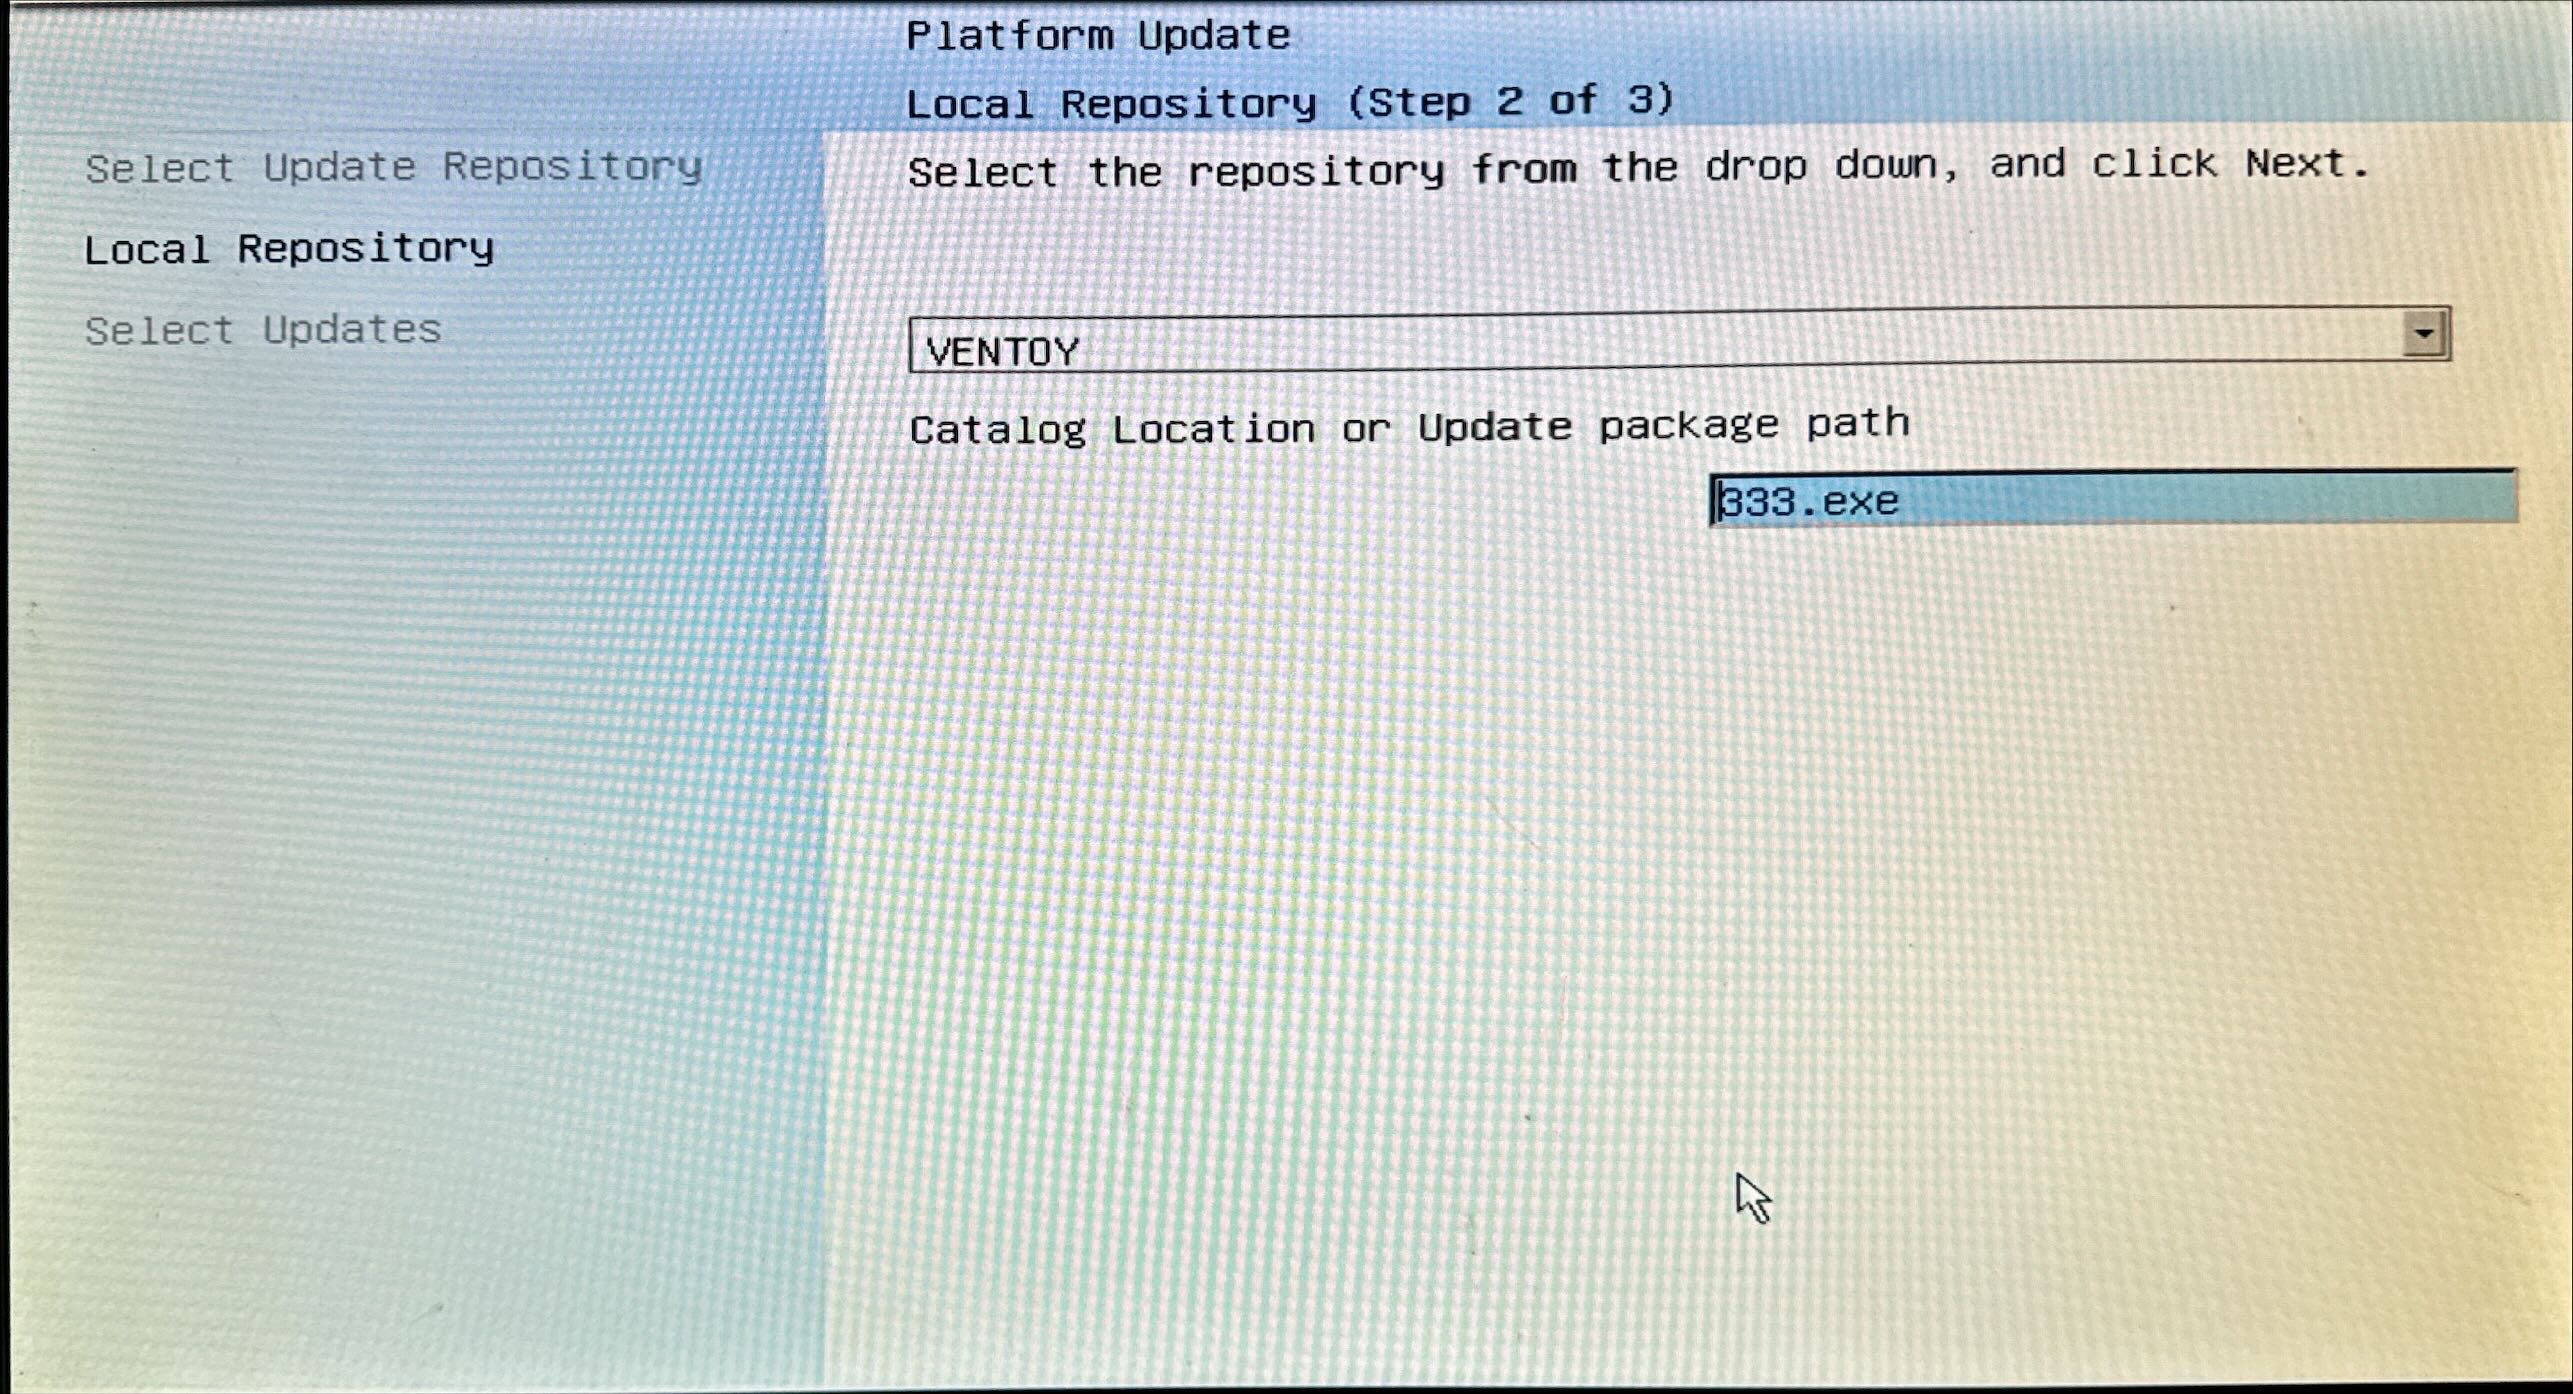 Platform Update
Local Repository (Step 2 of 3)
Select Update Repository
Local Repository
Select Updates
Select the repository from the drop down, and click Next.
VENTOY
Catalog Location or Update package path
333.exe